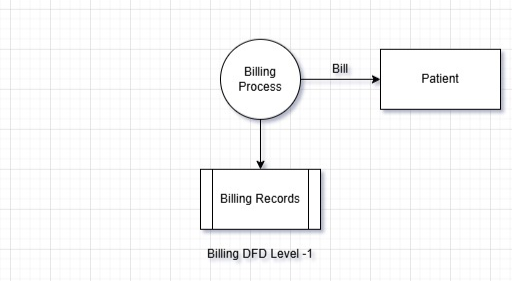 Billing
Process
Bill
Patient
Billing Records
Billing DFD Level -1